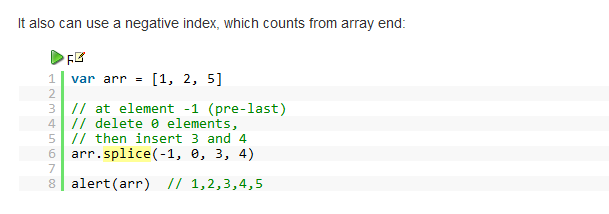 It also can use a negative index, which counts from array end:
1 var arr = [1, 2, 5]
2
3 // at element -1 (pre-last)
4 // delete 0 elements,
5 // then insert 3 and 4
6 arr.splice(-1, 0, 3, 4)
7
8 alert(arr)  // 1,2,3,4,5